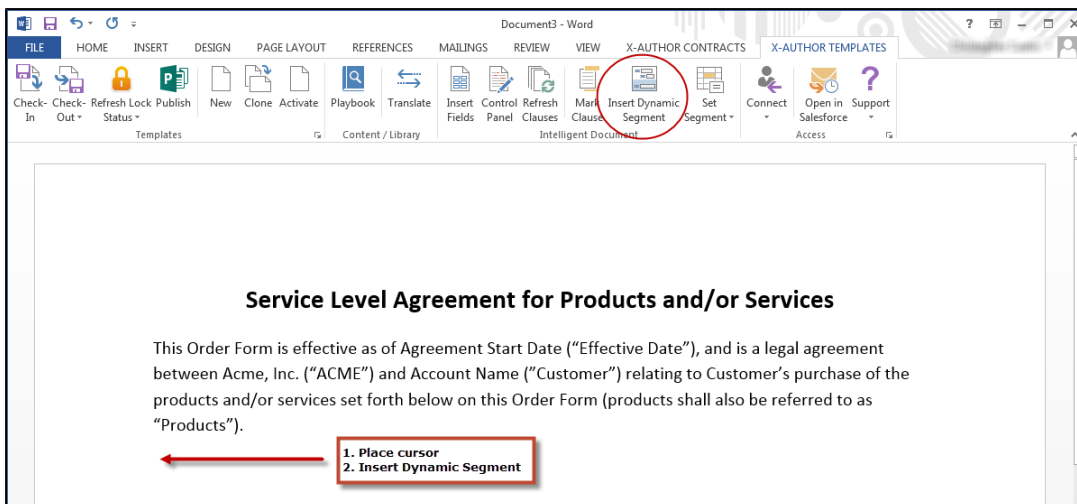 Document3 - Word
FILE HOME INSERT DESIGN PAGE LAYOUT REFERENCES MAILINGS REVIEW VIEW X-AUTHOR CONTRACTS X-AUTHOR TEMPLATES
Check- Check- Refresh Lock Publish New Clone Activate Playbook Translate Insert Control Refresh Mark Insert Dynamic Set Connect Open in Support
In Out Status Fields Panel Clauses Clause Segment Segment Salesforce
Templates Content / Library Intelligent Document Access
Service Level Agreement for Products and/or Services
This Order Form is effective as of Agreement Start Date (“Effective Date”), and is a legal agreement
between Acme, Inc. (“ACME”) and Account Name (”Customer”) relating to Customer’s purchase of the
products and/or services set forth below on this Order Form (products shall also be referred to as
“Products”).
1. Place cursor
2. Insert Dynamic Segment